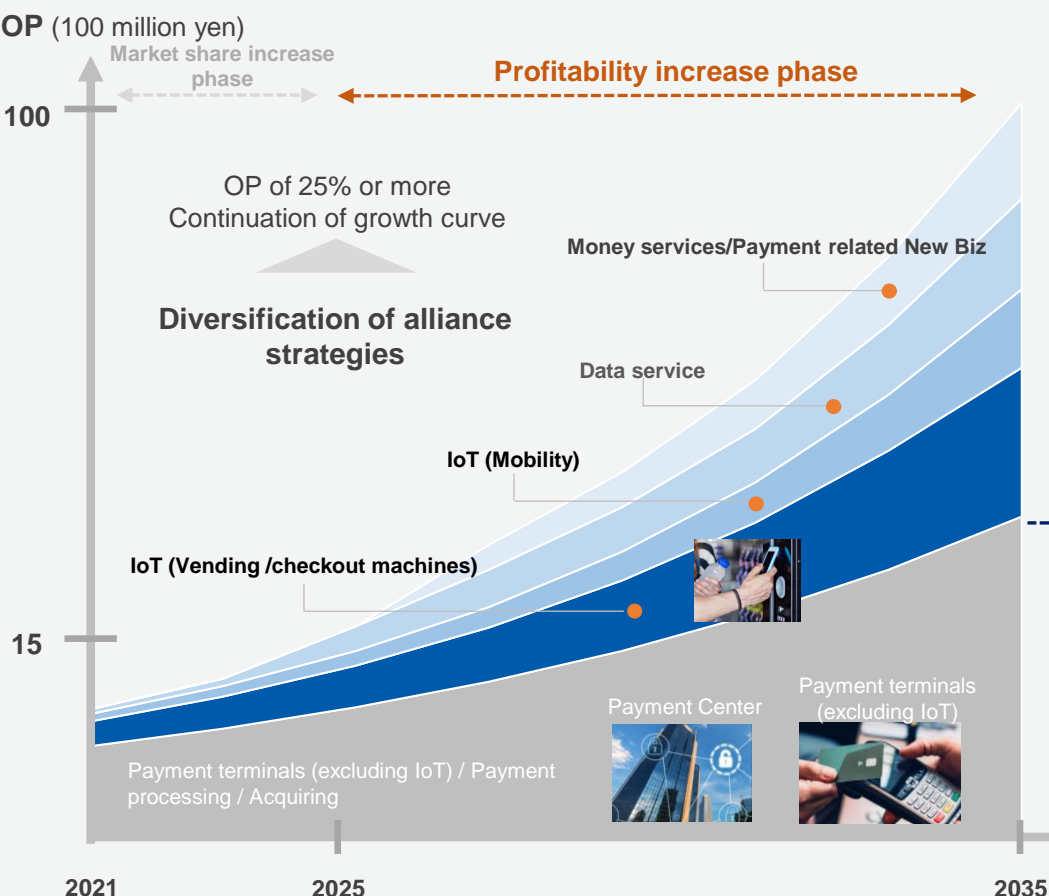 OP (100 million yen)
Market share increase
phase
Profitability increase phase
100
OP of 25% or more
Continuation of growth curve
Money services/Payment related New Biz
Diversification of alliance
strategies
Data service
IoT (Mobility)
IoT (Vending /checkout machines)
15
Payment terminals
(excluding IoT)
Payment Center
Payment terminals (excluding IoT) / Payment
processing / Acquiring
2021
2025
2035